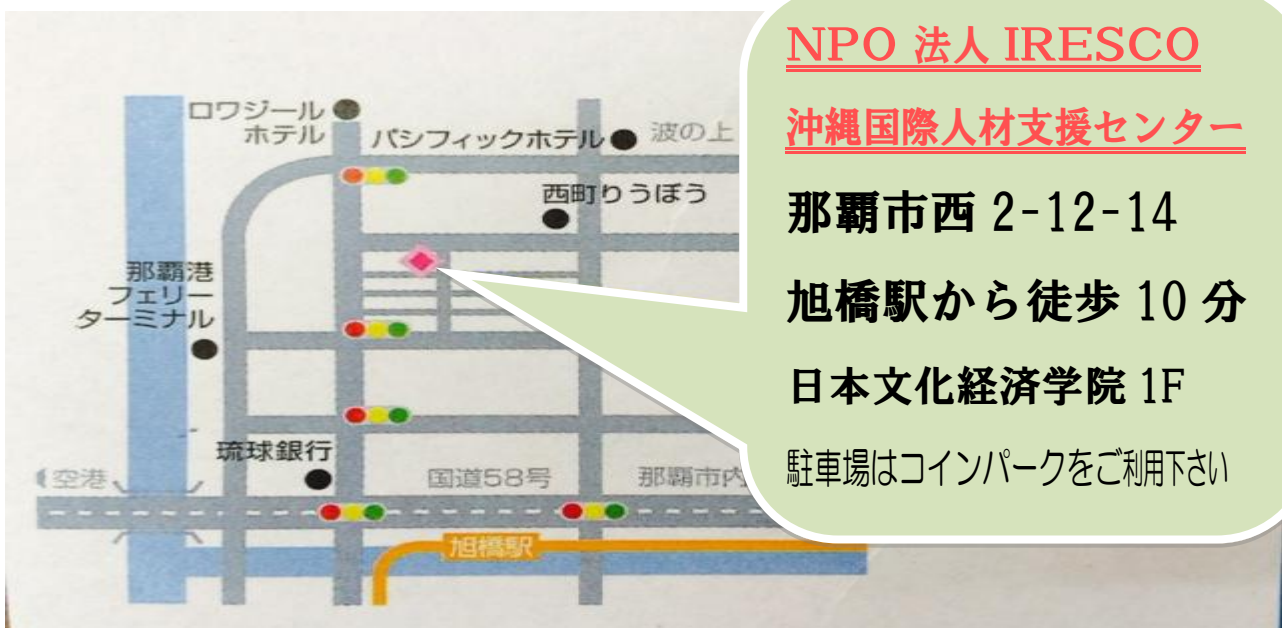 NPO 法人 IRESCO
沖縄国際人材支援センター
那覇市西 2-12-14
旭橋駅から徒歩 10 分
日本文化経済学院 1F
駐車場はコインパークをご利用下さい
ロワジール
ホテル
パシフィックホテル
波の上
西町りうぼう
那覇港
フェリー
ターミナル
琉球銀行
空港
国道58号
那覇市内
旭橋駅